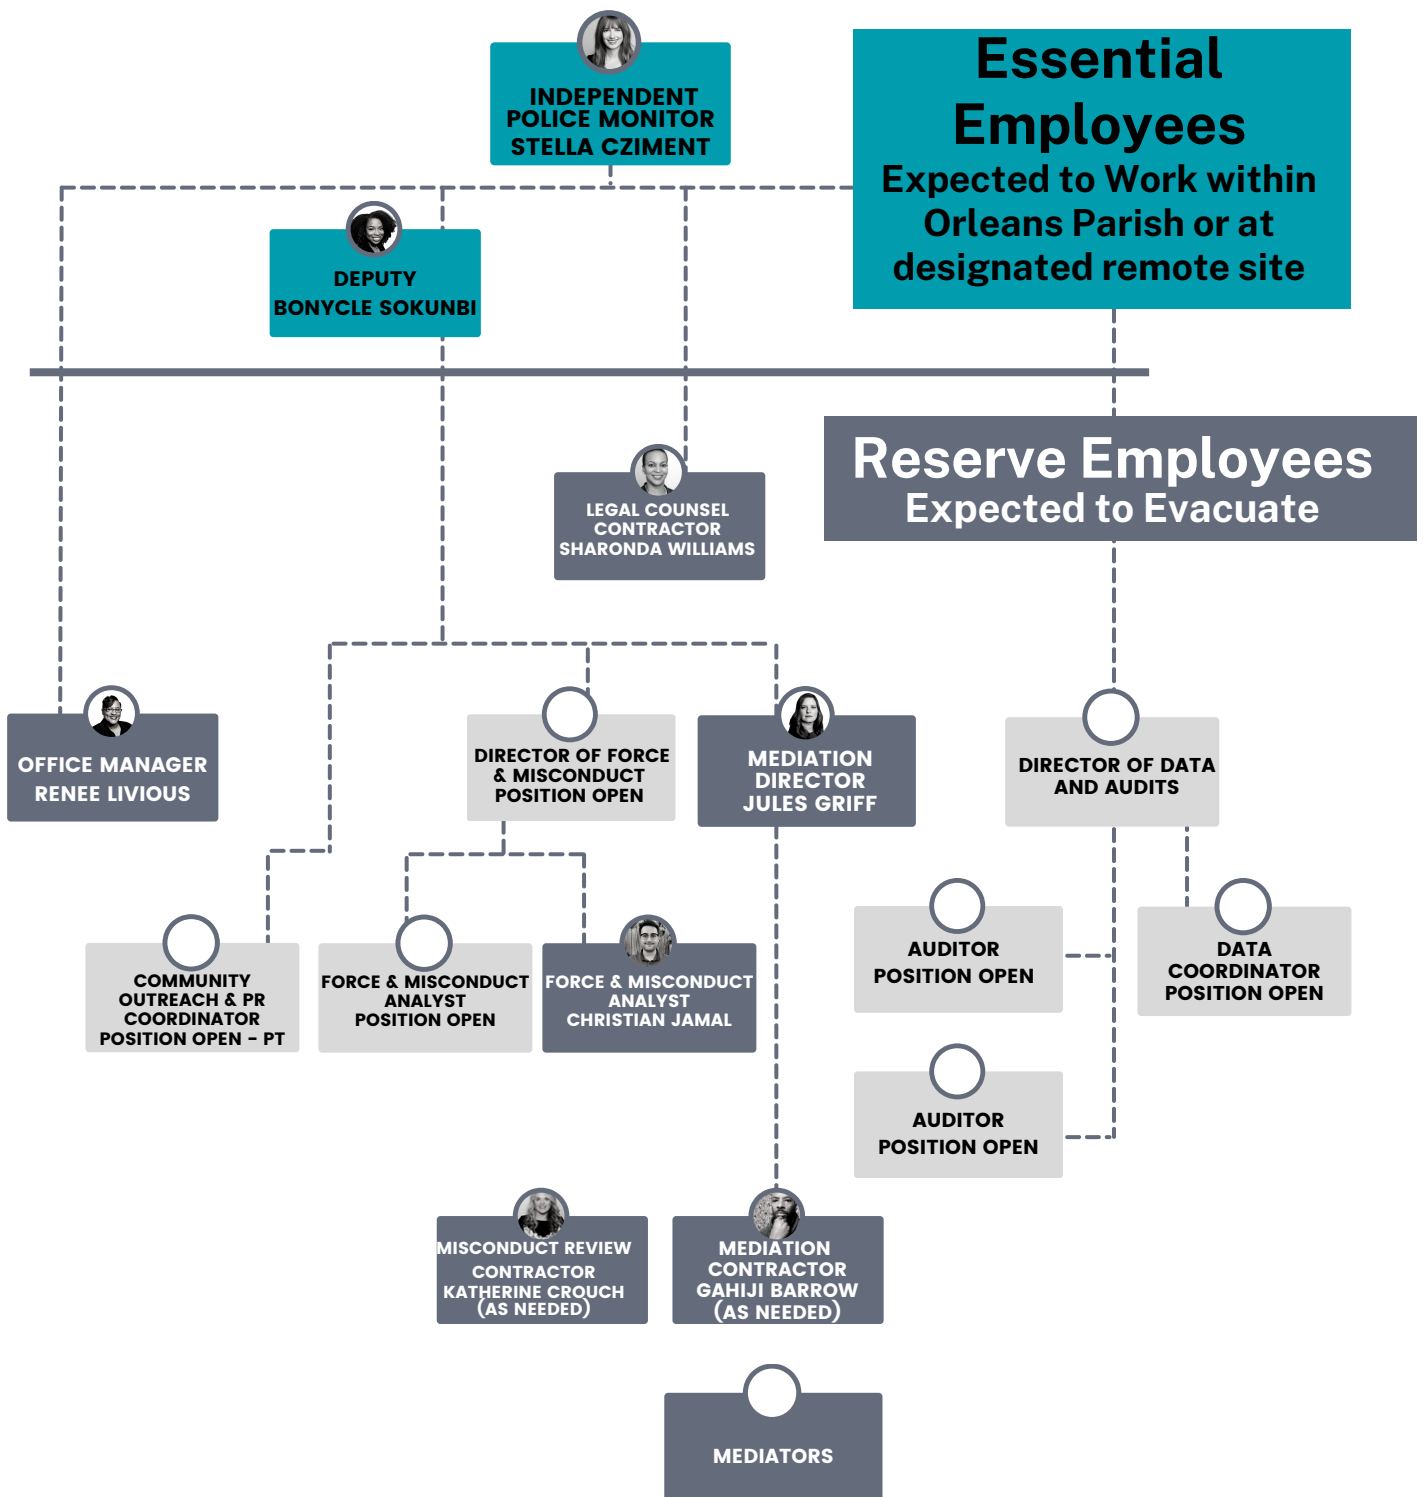 INDEPENDENT
POLICE MONITOR
STELLA CZIMENT
Essential
Employees
Expected to Work within
Orleans Parish or at
designated remote site
DEPUTY
BONYCLE SOKUNBI
Reserve Employees
Expected to Evacuate
LEGAL COUNSEL
CONTRACTOR
SHARONDA WILLIAMS
OFFICE MANAGER
RENEE LIVIOUS
DIRECTOR OF FORCE
& MISCONDUCT
POSITION OPEN
MEDIATION
DIRECTOR
JULES GRIFF
DIRECTOR OF DATA
AND AUDITS
COMMUNITY
OUTREACH & PR
COORDINATOR
POSITION OPEN - PT
FORCE & MISCONDUCT
ANALYST
POSITION OPEN
FORCE & MISCONDUCT
ANALYST
CHRISTIAN JAMAL
AUDITOR
POSITION OPEN
DATA
COORDINATOR
POSITION OPEN
AUDITOR
POSITION OPEN
MISCONDUCT REVIEW
CONTRACTOR
KATHERINE CROUCH
(AS NEEDED)
MEDIATION
CONTRACTOR
GAHIJI BARROW
(AS NEEDED)
MEDIATORS